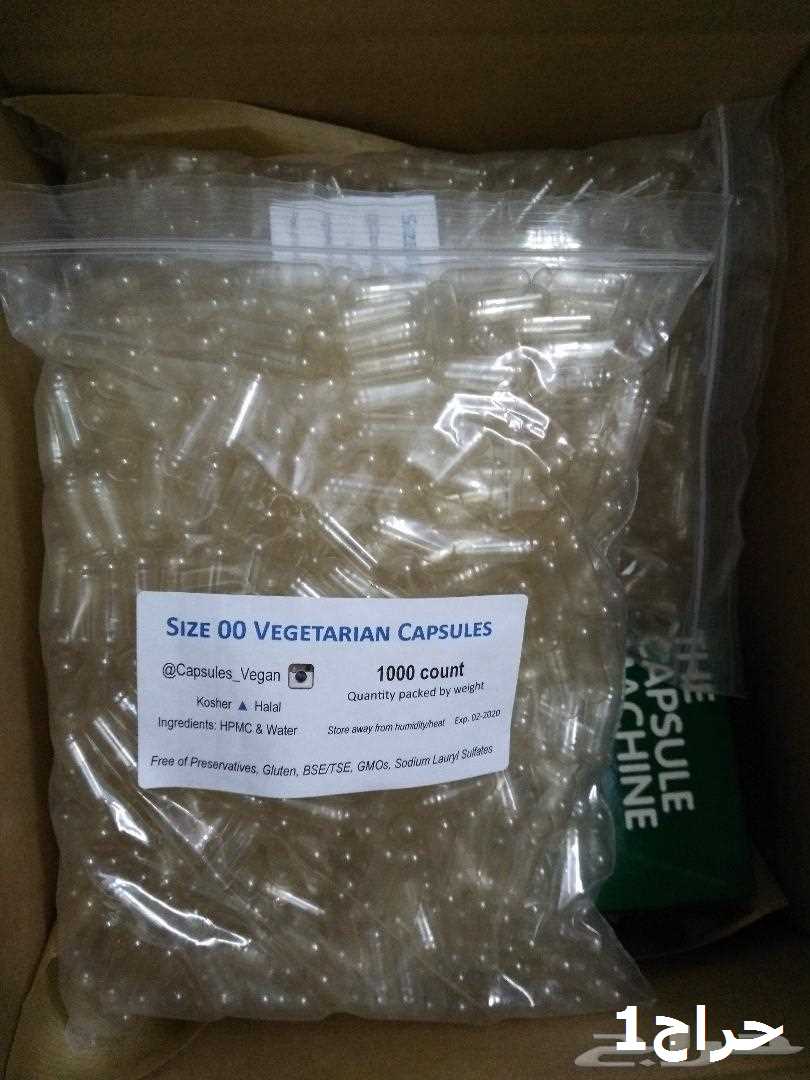 SIZE 00 VEGETARIAN CAPSULES
@Capsules_Vegan
1000 count
Quantity packed by weight
Kosher ▲ Halal
Ingredients: HPMC & Water
Store away from humidity/heat Exp. 02-2020
Free of Preservatives, Gluten, BSE/TSE, GMOs, Sodium Lauryl Sulfates
THE
CAPSULE
MACHINE
حراج1